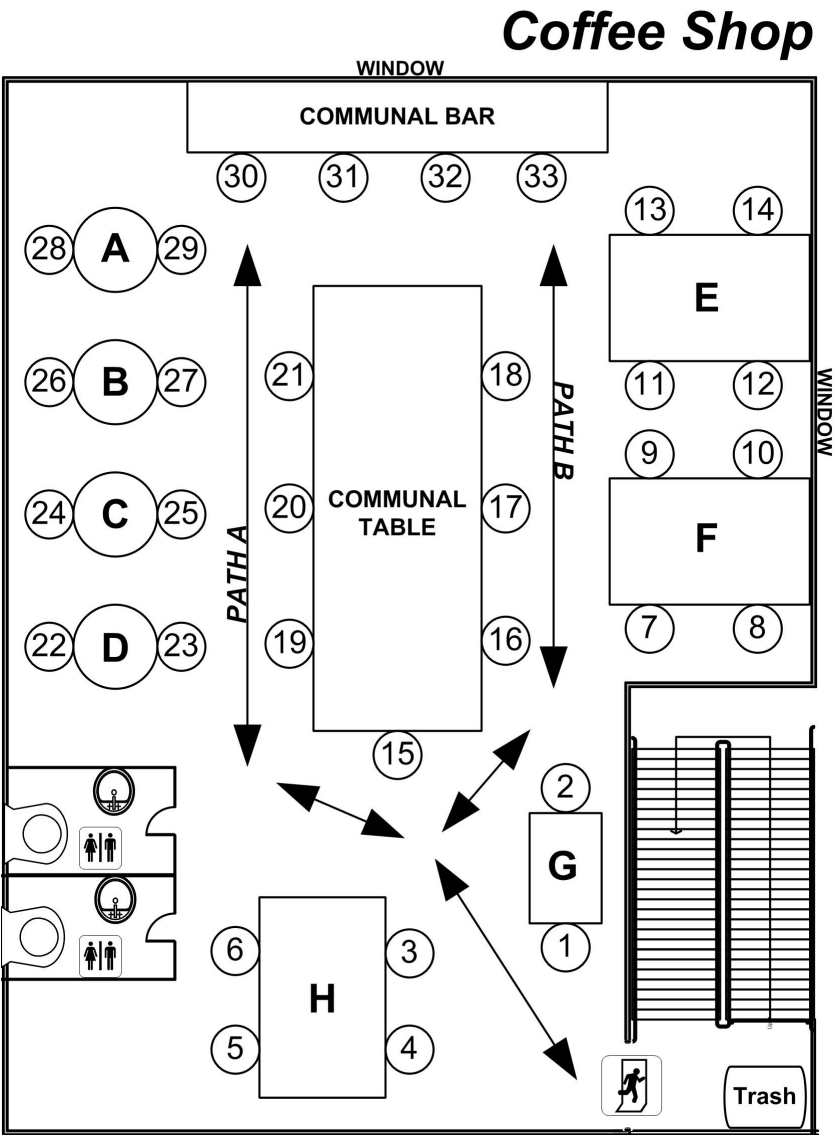 Coffee Shop
WINDOW
COMMUNAL BAR
30 31 32 33
13 14
28 A 29
E
21 18
26 B 27
11 12
WINDOW
PATH B
9 10
24 C 25
20 COMMUNAL 17
TABLE
F
PATH A
7 8
22 D 23
19 16
15
2
G
1
6 3
H
5 4
Trash